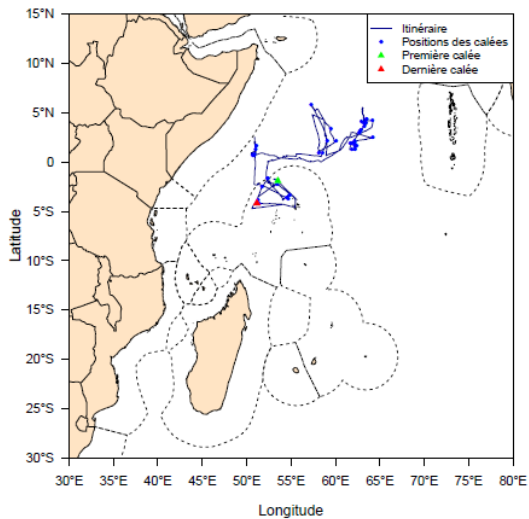 15°N
10°N
5°N
0
5°S
10°S
15°S
20°S
25°S
30°S
Latitude
Itinéraire
Positions des calées
Première calée
Dernière calée
30°E 35°E 40°E 45°E 50°E 55°E 60°E 65°E 70°E 75°E 80°E
Longitude